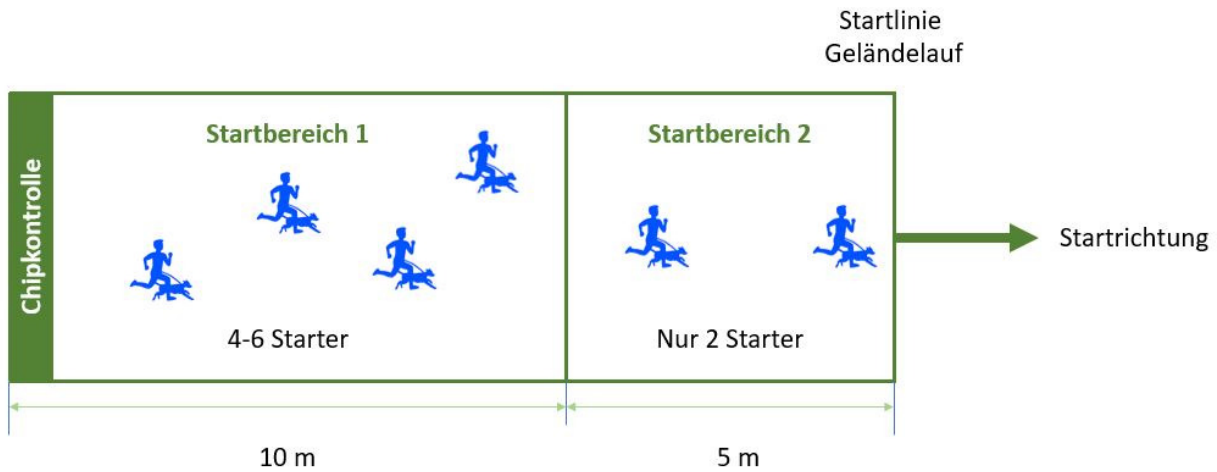 Startlinie
Geländelauf
Chipkontrolle
Startbereich 1
Startbereich 2
Startrichtung
4-6 Starter
Nur 2 Starter
10 m
5 m